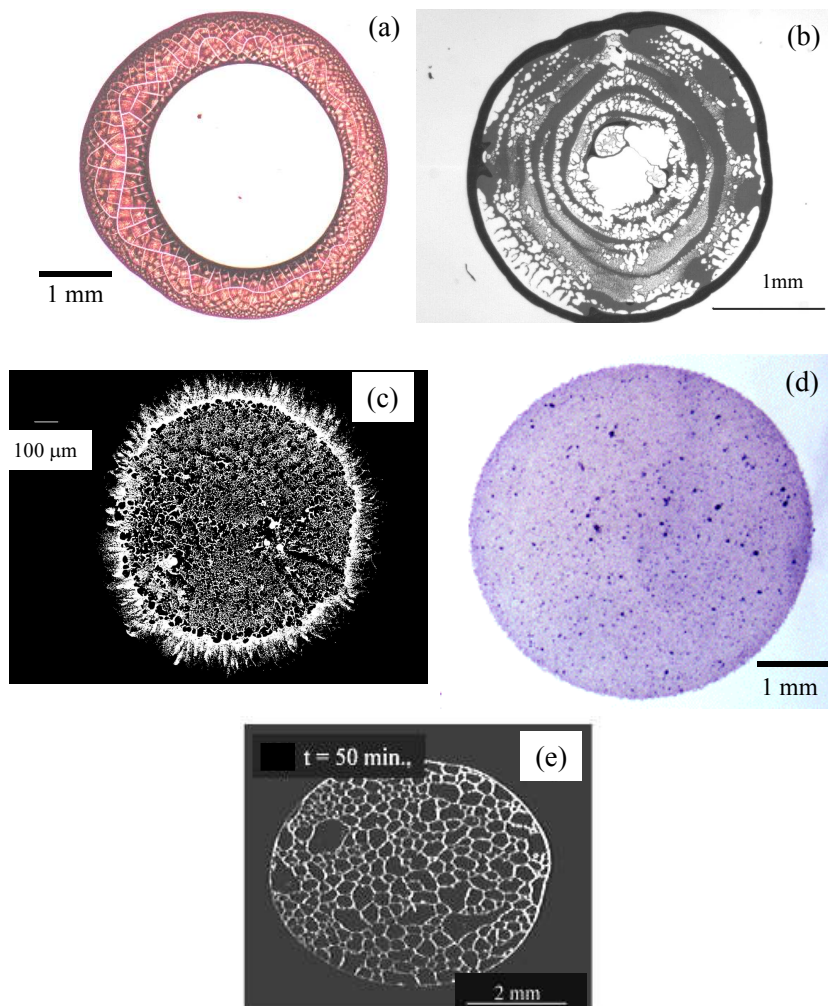 (a)
1 mm
(b)
1mm
(c)
100 μm
(d)
1 mm
t = 50 min.,
(e)
2 mm